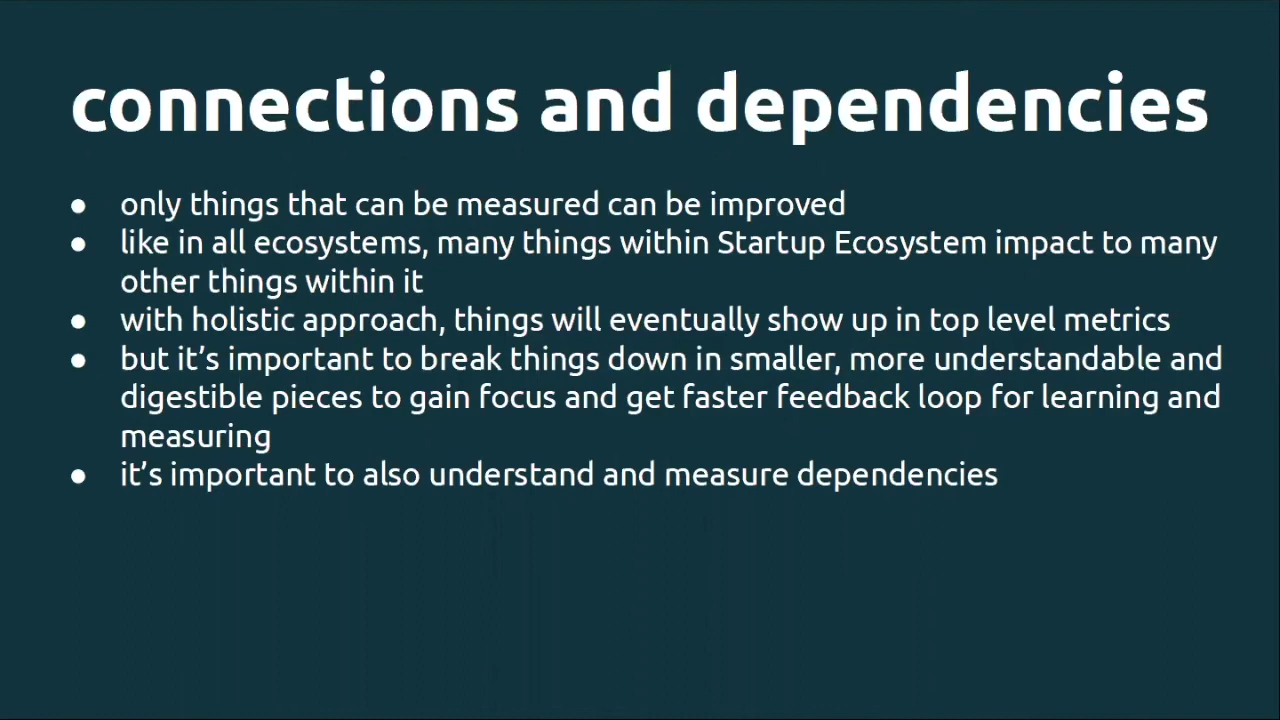 connections and dependencies
● only things that can be measured can be improved
● like in all ecosystems, many things within Startup Ecosystem impact to many
other things within it
● with holistic approach, things will eventually show up in top level metrics
● but it’s important to break things down in smaller, more understandable and
digestible pieces to gain focus and get faster feedback loop for learning and
measuring
● it’s important to also understand and measure dependencies